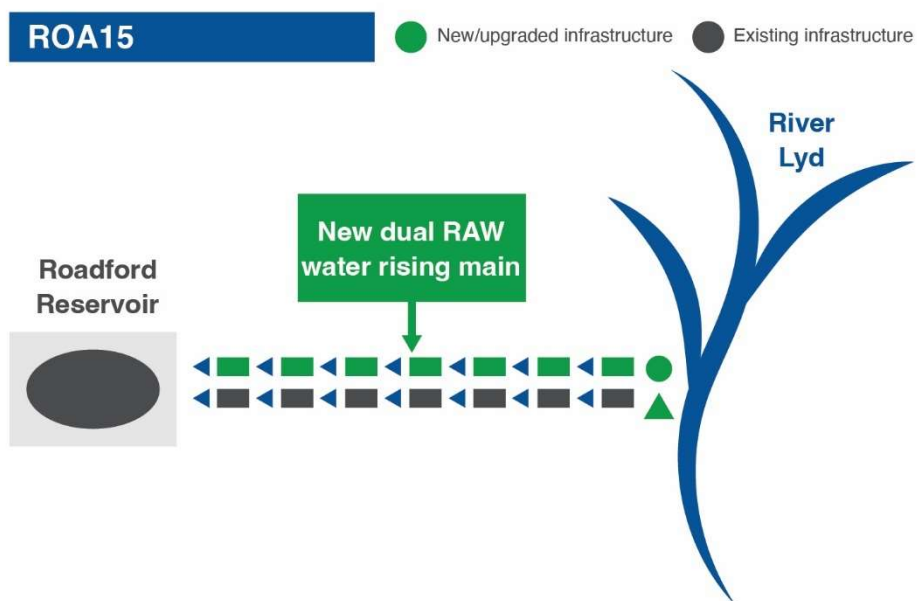 ROA15
New/upgraded infrastructure
Existing infrastructure
River
Lyd
New dual RAW
water rising main
Roadford
Reservoir